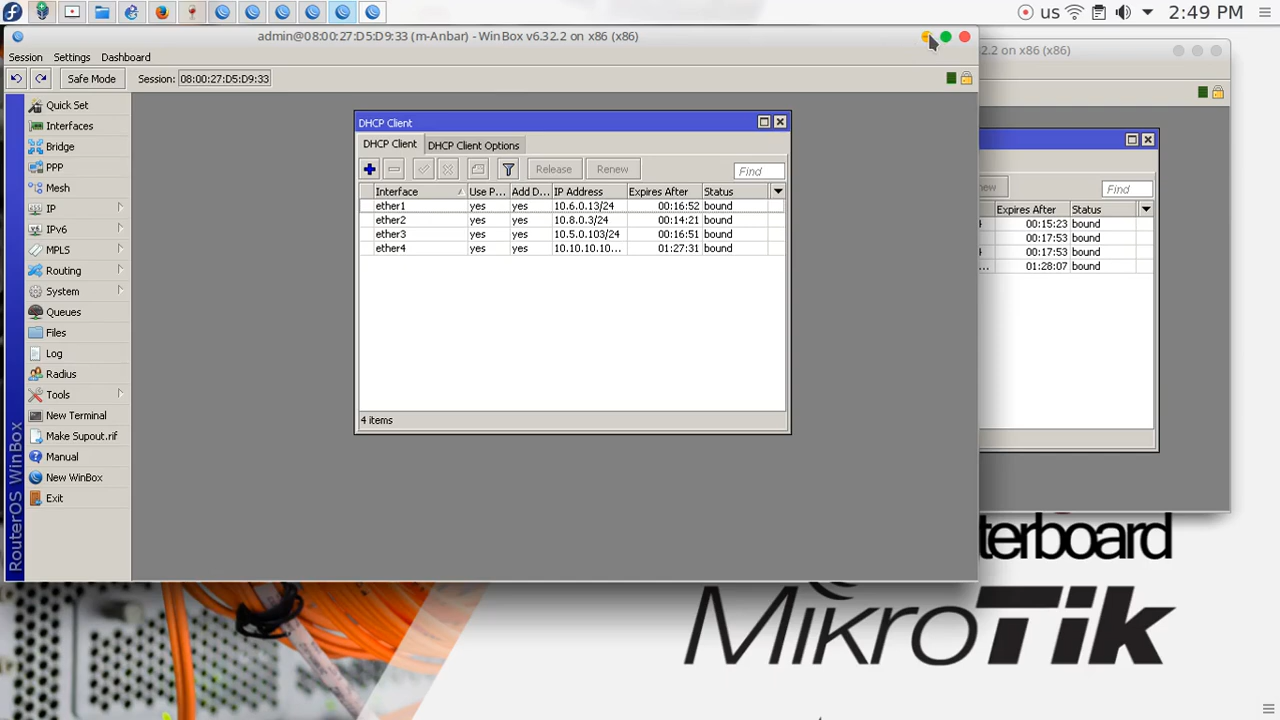 us
2:49 PM
admin@08:00:27:D5:D9:33 (m-Anbar) - WinBox v6.32.2 on x86 (x86)
2.2 on x86 (x86)
Session
Settings
Dashboard
Safe Mode
Session:
08:00:27:D5:D9:33
Quick Set
Interfaces
Bridge
PPP
Mesh
IP
IPv6
MPLS
Routing
System
Queues
Files
Log
Radius
Tools
New Terminal
Make Supout.rif
Manual
New WinBox
Exit
RouterOS WinBox
DHCP Client
DHCP Client
DHCP Client Options
Release
Renew
Find
Interface Use P... Add D... IP Address Expires After Status
ether1 yes yes 10.6.0.13/24 00:16:52 bound
ether2 yes yes 10.8.0.3/24 00:14:21 bound
ether3 yes yes 10.5.0.103/24 00:16:51 bound
ether4 yes yes 10.10.10.10... 01:27:31 bound
4 items
new
Find
Expires After Status
4 00:15:23 bound
00:17:53 bound
4 00:17:53 bound
... 01:28:07 bound
terboard
MikroTik